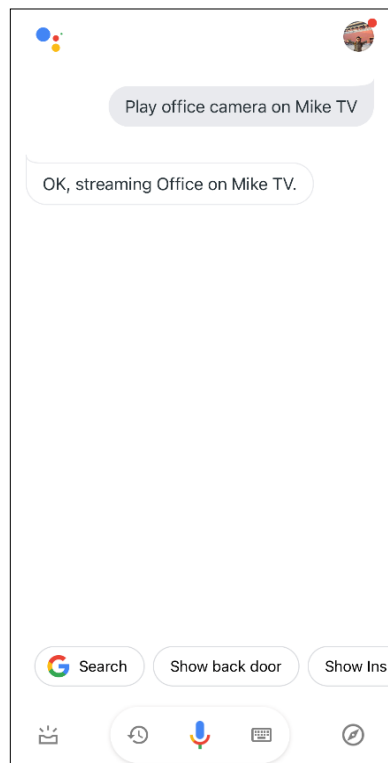 Play office camera on Mike TV
OK, streaming Office on Mike TV.
Search
Show back door
Show Ins